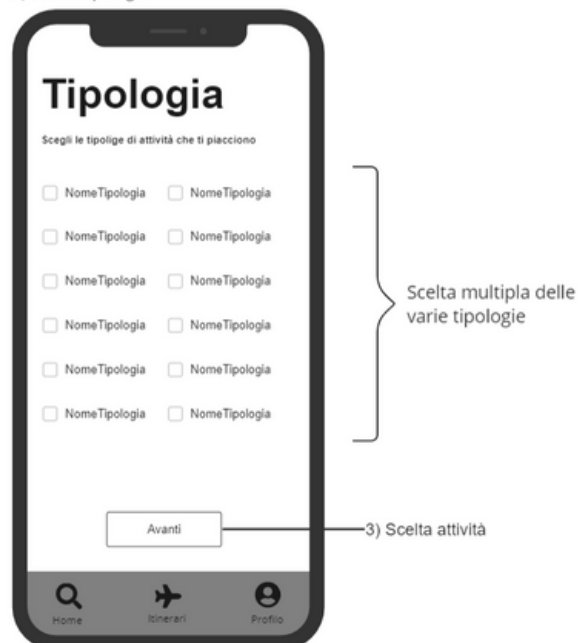 Tipologia
Scegli le tipolige di attività che ti piacciono
NomeTipologia NomeTipologia
NomeTipologia NomeTipologia
NomeTipologia NomeTipologia
NomeTipologia NomeTipologia
NomeTipologia NomeTipologia
NomeTipologia NomeTipologia
Scelta multipla delle
varie tipologie
Avanti
3) Scelta attività
Home Itinerari Profilo